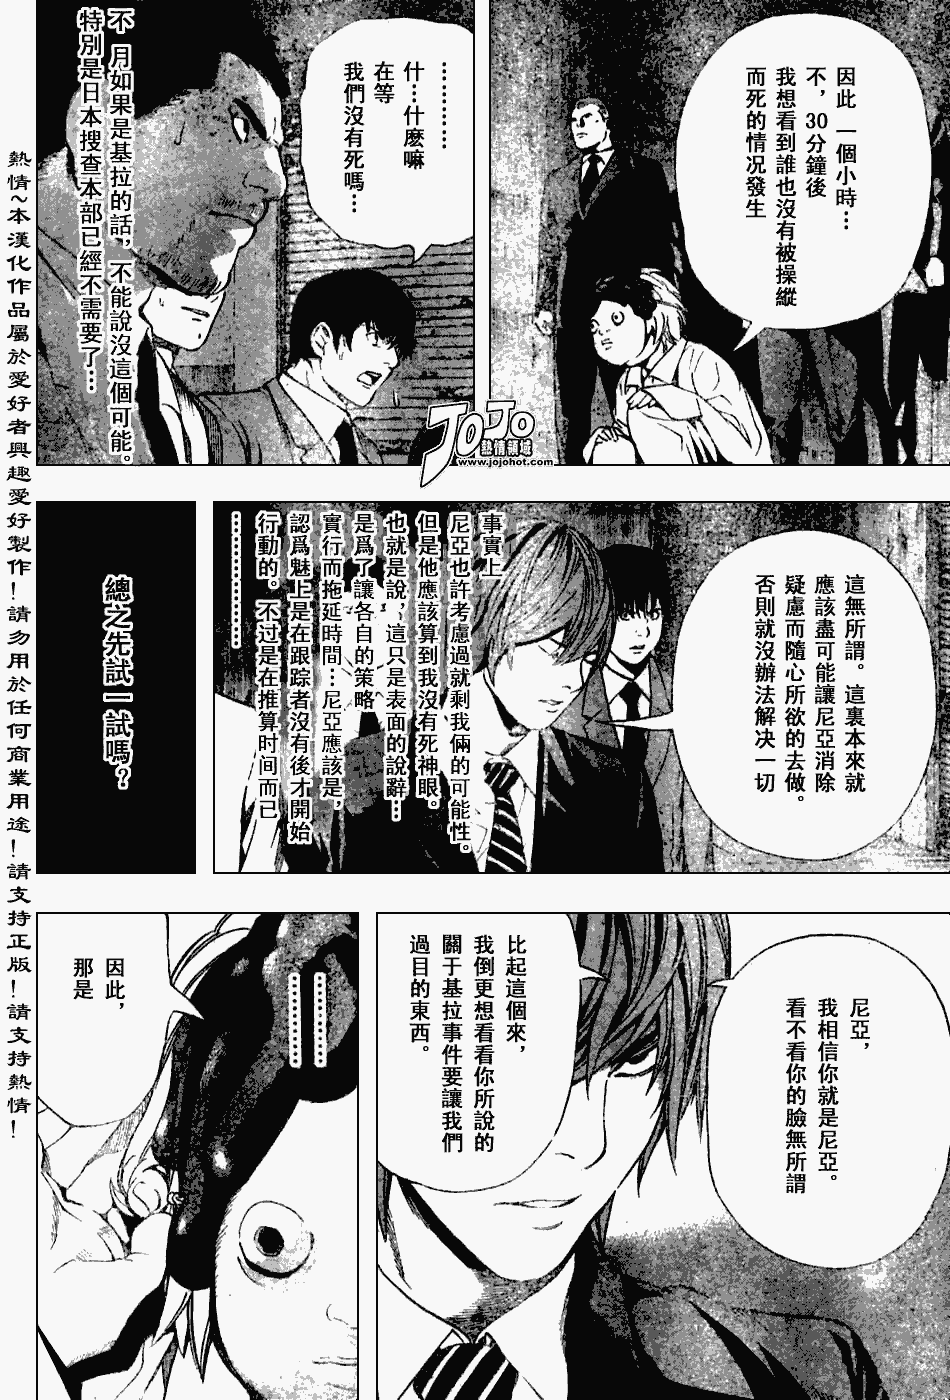 因此 一個小時…
不，30分鐘後
我想看到誰也沒有被操縱
而死的情況發生
…………
什…什麼嘛
在等
我們沒有死嗎…
不 月如果是基拉的話，不能說沒這個可能。
特別是日本搜查本部已經不需要了…
JOJO
熱情領域
www.jojohot.com
這無所謂。這裏本來就
應該盡可能讓尼亞消除
疑慮而隨心所欲的去做。
否則就沒辦法解決一切
事實上
尼亞也許考慮過就剩我倆的可能性。
但是他應該算到我沒有死神眼。
也就是說，這只是表面的說辭…
是爲了讓各自的策略
實行而拖延時間…尼亞應該是，
認爲魅上是在跟踪者沒有後才開始
行動的。不过是在推算时间而已
………………
總之先試一試嗎？
尼亞，
我相信你就是尼亞。
看不看你的臉無所謂
比起這個來，
我倒更想看看你所說的
關于基拉事件要讓我們
過目的東西。
………
………
因此，
那是
熱情~本漢化作品屬於愛好者興趣愛好製作！請勿用於任何商業用途！請支持正版！請支持熱情！